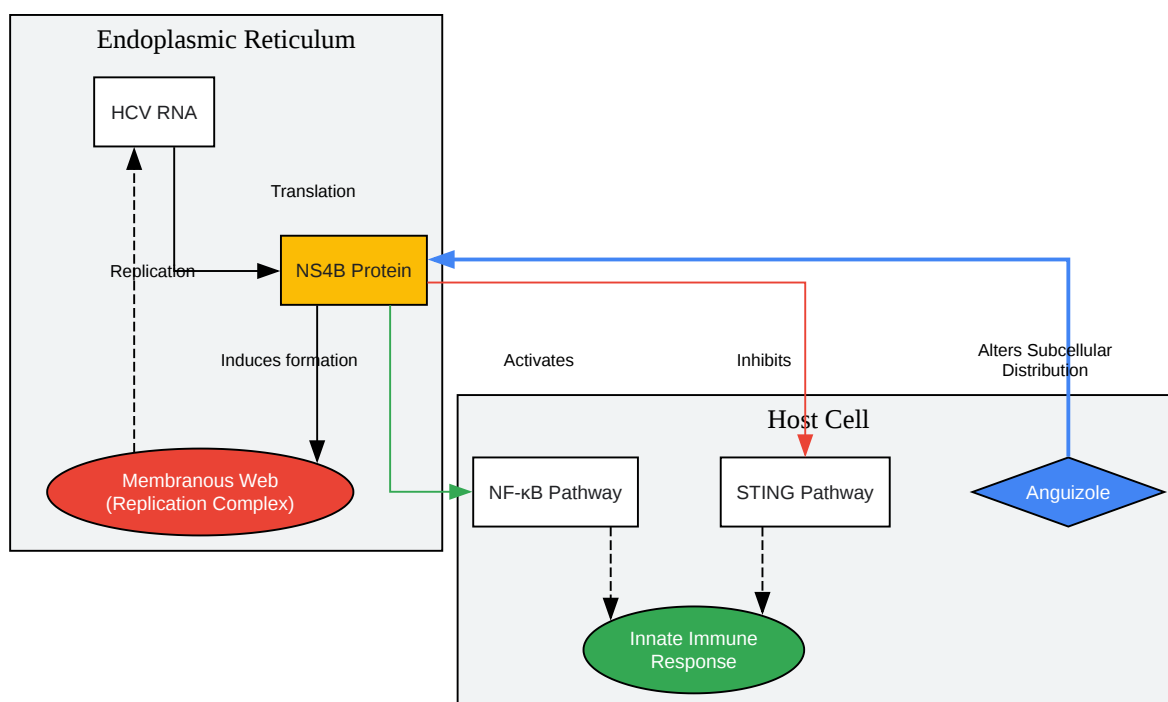 Endoplasmic Reticulum
HCV RNA
Translation
Replication
NS4B Protein
Induces formation
Activates
Inhibits
Alters Subcellular
Distribution
Host Cell
Membranous Web
(Replication Complex)
NF-κB Pathway
STING Pathway
Anguizole
Innate Immune
Response